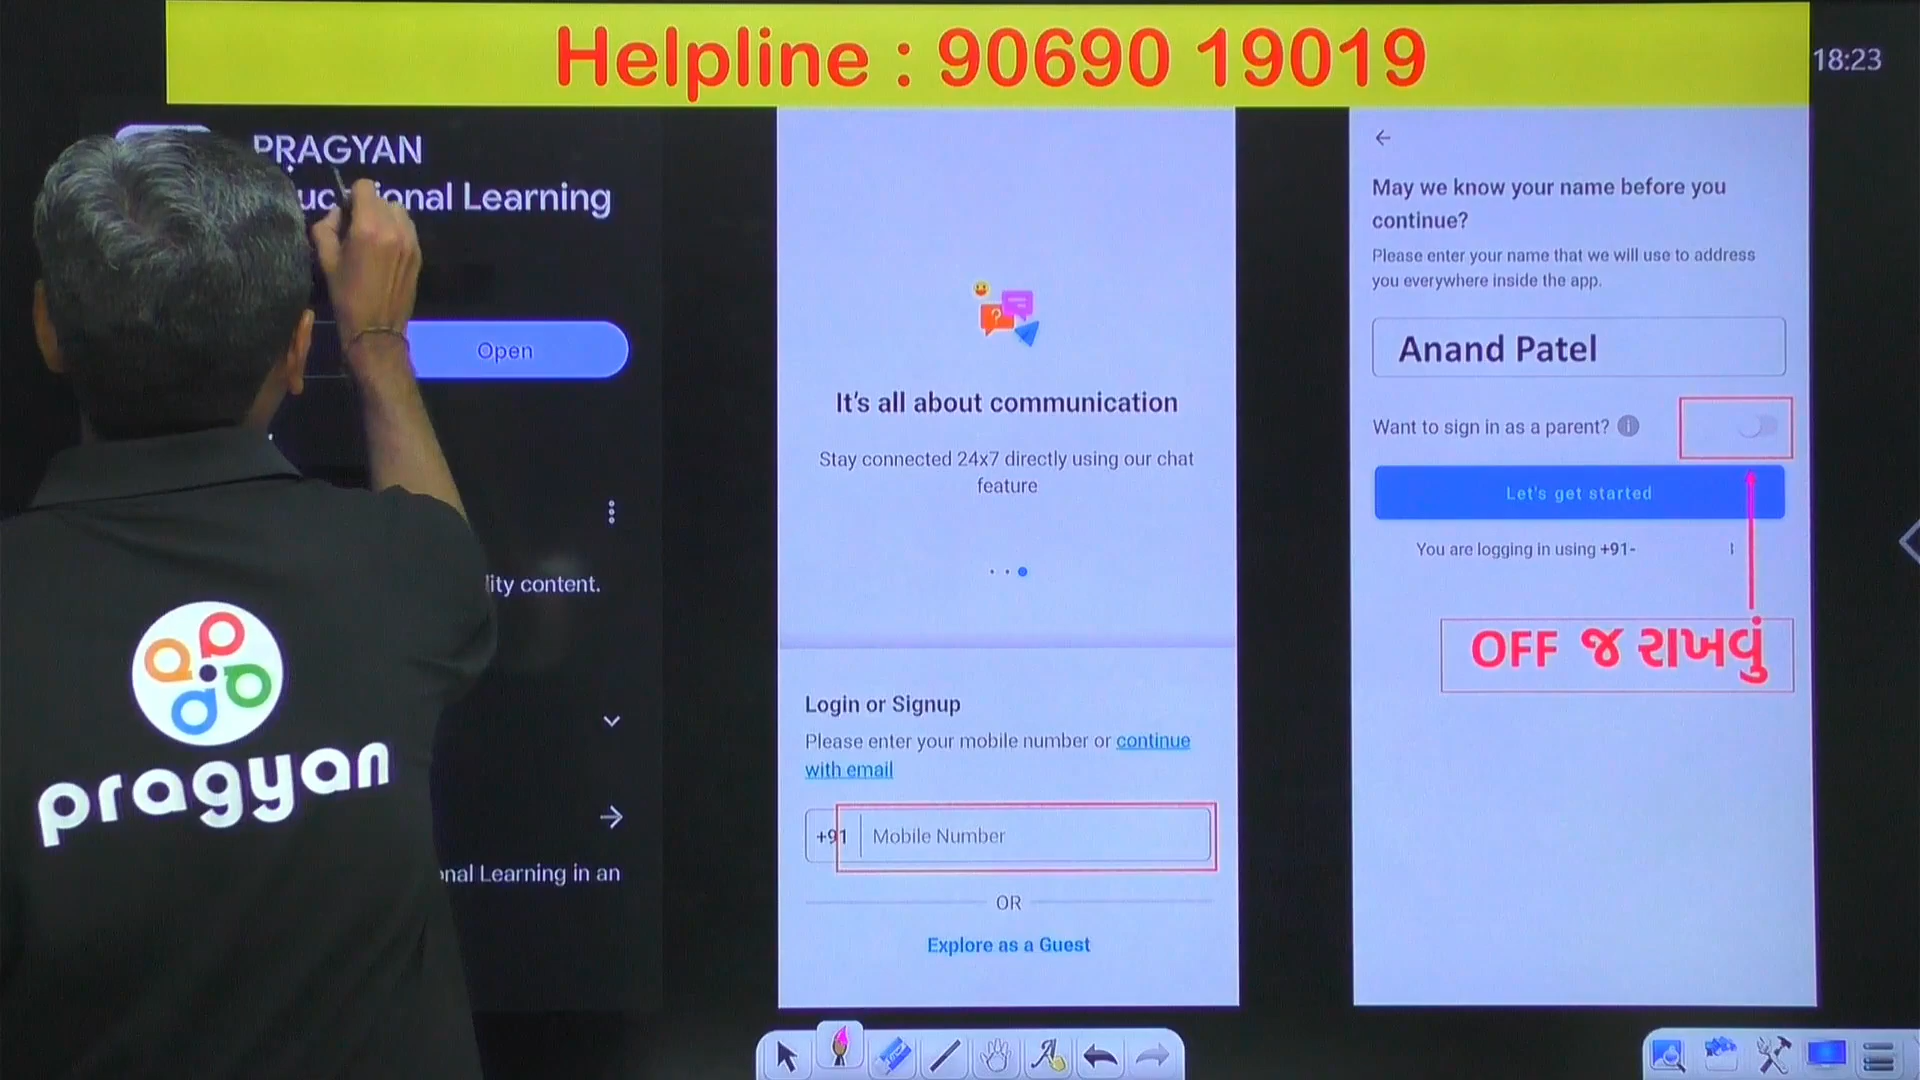 Helpline : 90690 19019
18:23
PRAGYAN
Learning
Open
content.
Learning in an
pragyan
It's all about communication
Stay connected 24x7 directly using our chat
feature
Login or Signup
Please enter your mobile number or continue
with email
+91 Mobile Number
OR
Explore as a Guest
May we know your name before you
continue?
Please enter your name that we will use to address
you everywhere inside the app.
Anand Patel
Want to sign in as a parent?
Let's get started
You are logging in using +91-
OFF જ રાખવું